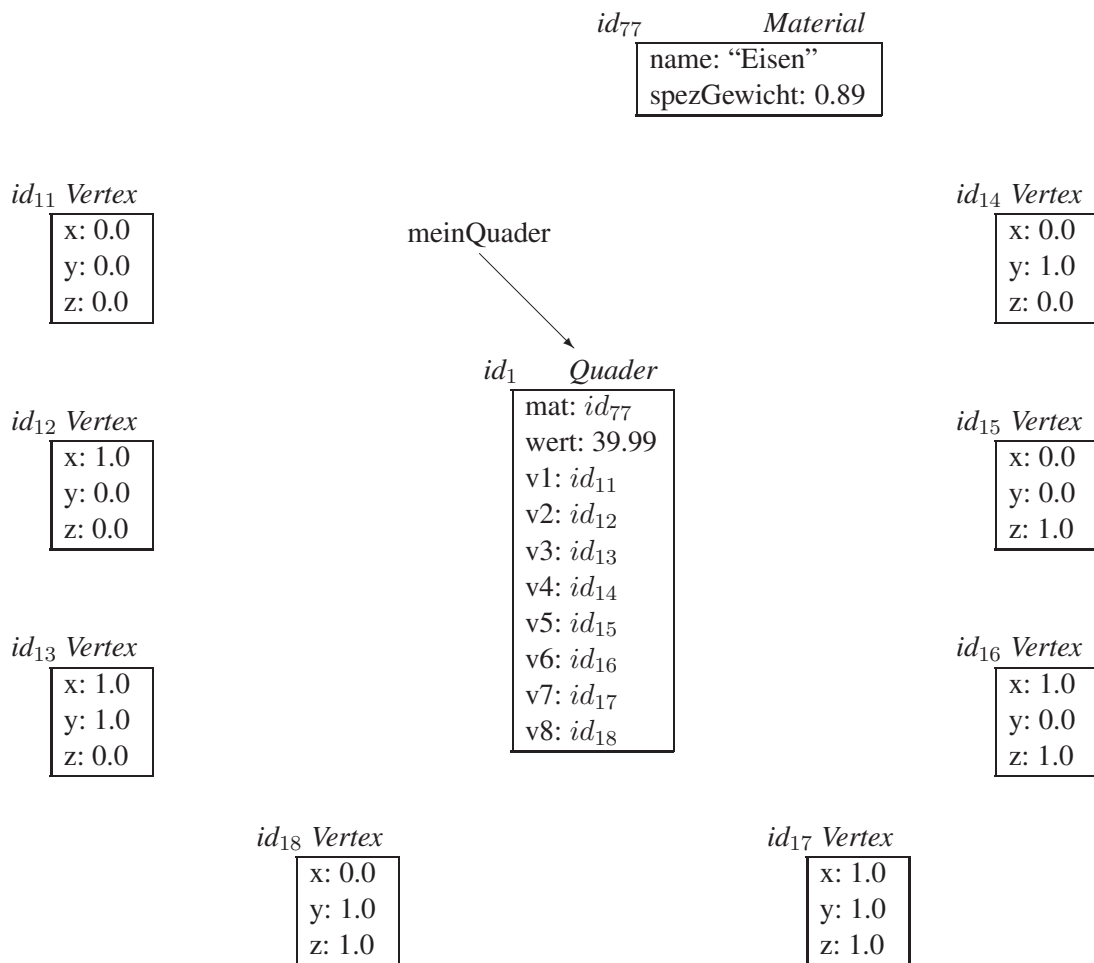 id77 Material
name: “Eisen”
spezGewicht: 0.89
id11 Vertex
x: 0.0
y: 0.0
z: 0.0
meinQuader
id14 Vertex
x: 0.0
y: 1.0
z: 0.0
id1 Quader
mat: id77
wert: 39.99
v1: id11
v2: id12
v3: id13
v4: id14
v5: id15
v6: id16
v7: id17
v8: id18
id12 Vertex
x: 1.0
y: 0.0
z: 0.0
id15 Vertex
x: 0.0
y: 0.0
z: 1.0
id13 Vertex
x: 1.0
y: 1.0
z: 0.0
id16 Vertex
x: 1.0
y: 0.0
z: 1.0
id18 Vertex
x: 0.0
y: 1.0
z: 1.0
id17 Vertex
x: 1.0
y: 1.0
z: 1.0